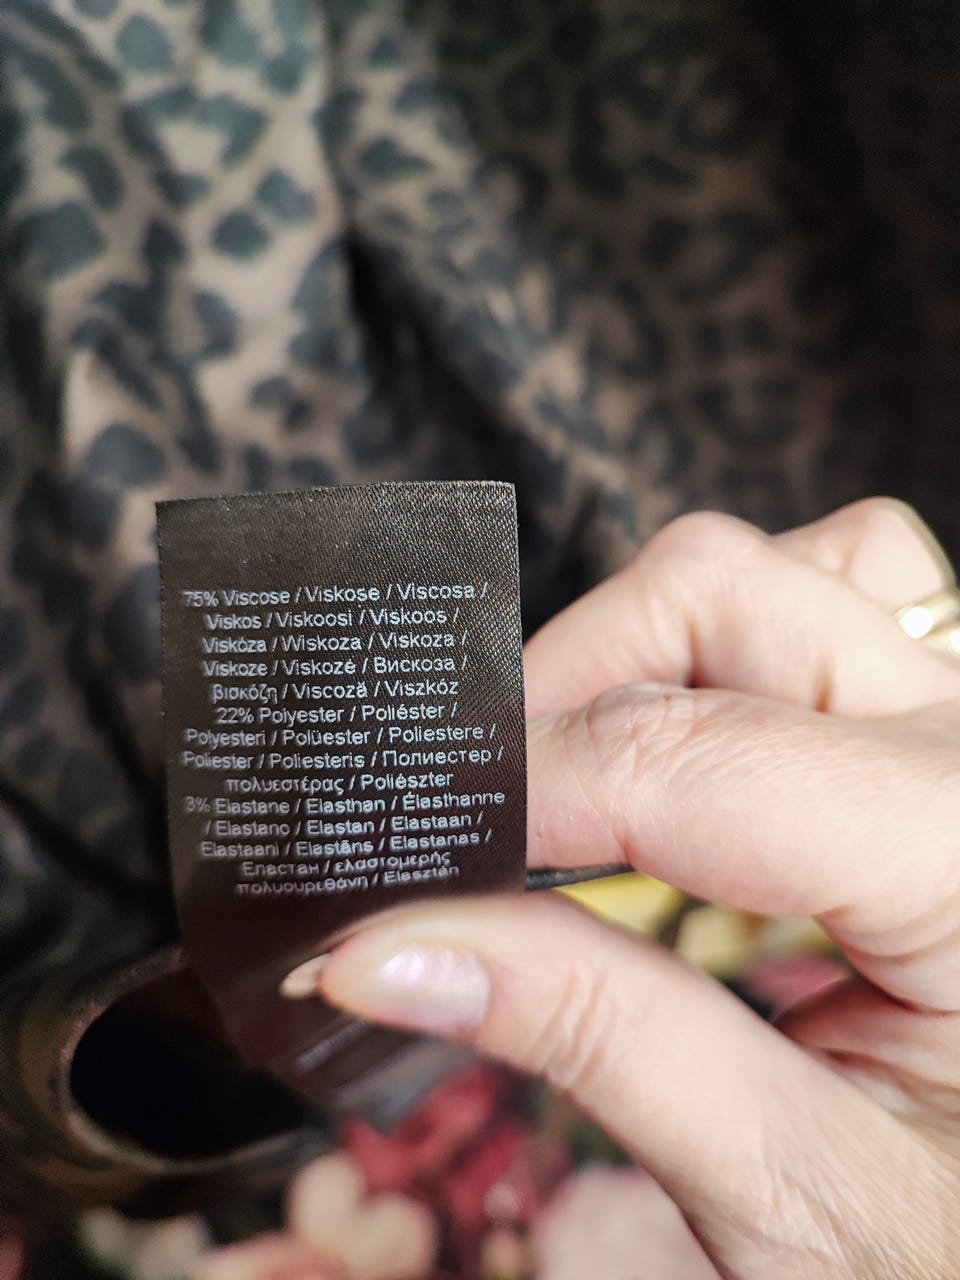 75% Viscose / Viskose / Viscosa /
Viskos / Viskoosi / Viskoos /
Viskóza / Wiskoza / Viskoza /
Viskoze / Viskozė / Вискоза /
βισκόζη / Viscoză / Viszkóz
22% Polyester / Poliéster /
Polyesteri / Polüester / Poliestere /
Poliester / Poliesteris / Полиестер /
πολυεστέρας / Poliészter
3% Elastane / Elasthan / Élasthanne
/ Elastano / Elastan / Elastaan /
Elastaani / Elastāns / Elastanas /
Еластан / ελαστομερής
πολυουρεθάνη / Elasztán